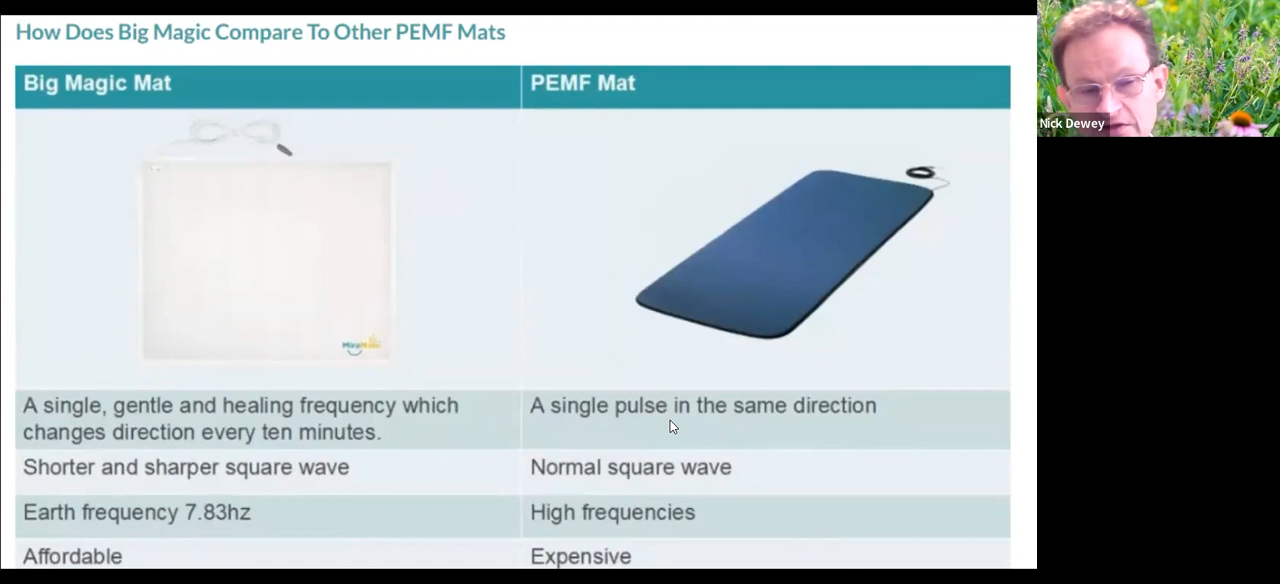 How Does Big Magic Compare To Other PEMF Mats
Big Magic Mat
PEMF Mat
A single, gentle and healing frequency which
changes direction every ten minutes.
A single pulse in the same direction
Shorter and sharper square wave
Normal square wave
Earth frequency 7.83hz
High frequencies
Affordable
Expensive
Nick Dewey